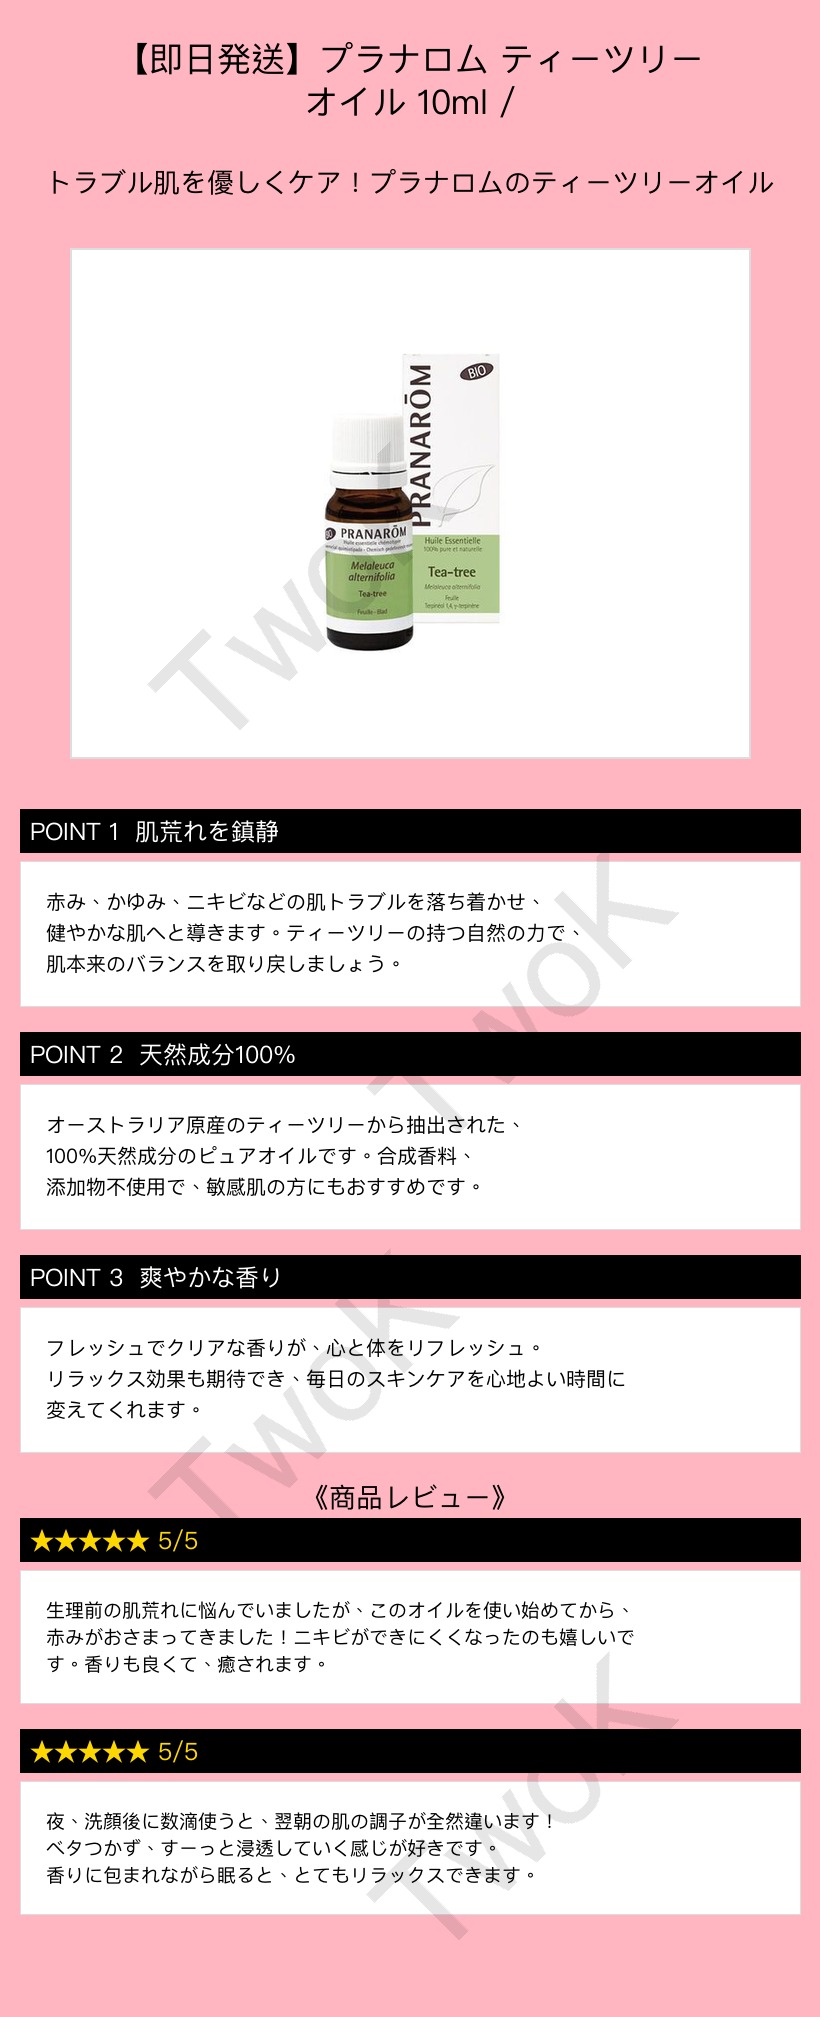 【即日発送】プラナロム ティーツリー
オイル 10ml /
トラブル肌を優しくケア！プラナロムのティーツリーオイル
BIO
PRANARŌM
Huile Essentielle
100% pure et naturelle
Tea-tree
Melaleuca alternifolia
Feuille
Terpinéol 1,4, γ-terpinène
BIO
PRANARŌM
Huile essentielle chémotypée
Melaleuca
alternifolia
Tea-tree
Feuille - Blad
TwoK
POINT 1 肌荒れを鎮静
赤み、かゆみ、ニキビなどの肌トラブルを落ち着かせ、
健やかな肌へと導きます。ティーツリーの持つ自然の力で、
肌本来のバランスを取り戻しましょう。
TwoK
POINT 2 天然成分100%
オーストラリア原産のティーツリーから抽出された、
100%天然成分のピュアオイルです。合成香料、
添加物不使用で、敏感肌の方にもおすすめです。
POINT 3 爽やかな香り
フレッシュでクリアな香りが、心と体をリフレッシュ。
リラックス効果も期待でき、毎日のスキンケアを心地よい時間に
変えてくれます。
TwoK
《商品レビュー》
★★★★★ 5/5
生理前の肌荒れに悩んでいましたが、このオイルを使い始めてから、
赤みがおさまってきました！ニキビができにくくなったのも嬉しいで
す。香りも良くて、癒されます。
★★★★★ 5/5
夜、洗顔後に数滴使うと、翌朝の肌の調子が全然違います！
ベタつかず、すーっと浸透していく感じが好きです。
香りに包まれながら眠ると、とてもリラックスできます。
TwoK